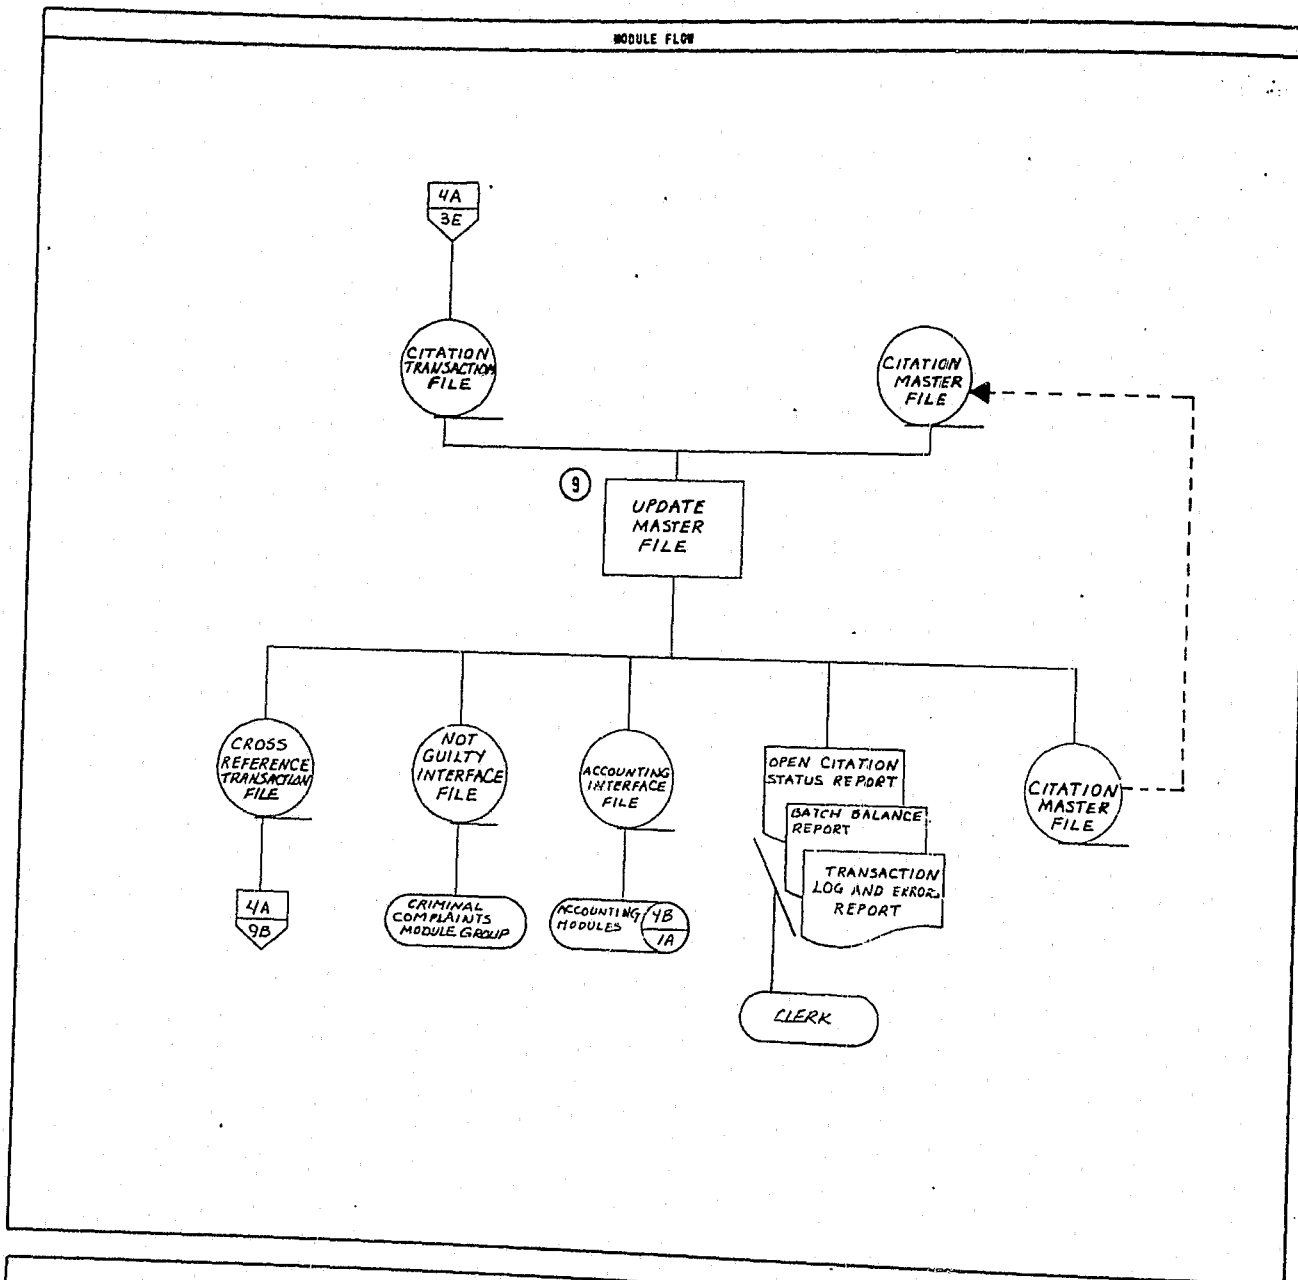 MODULE FLOW
4A
3E
CITATION
TRANSACTION
FILE
CITATION
MASTER
FILE
9
UPDATE
MASTER
FILE
CROSS
REFERENCE
TRANSACTION
FILE
NOT
GUILTY
INTERFACE
FILE
ACCOUNTING
INTERFACE
FILE
OPEN CITATION
STATUS REPORT
BATCH BALANCE
REPORT
TRANSACTION
LOG AND ERROR
REPORT
CITATION
MASTER
FILE
4A
9B
CRIMINAL
COMPLAINTS
MODULE GROUP
ACCOUNTING
MODULES
4B
1A
CLERK